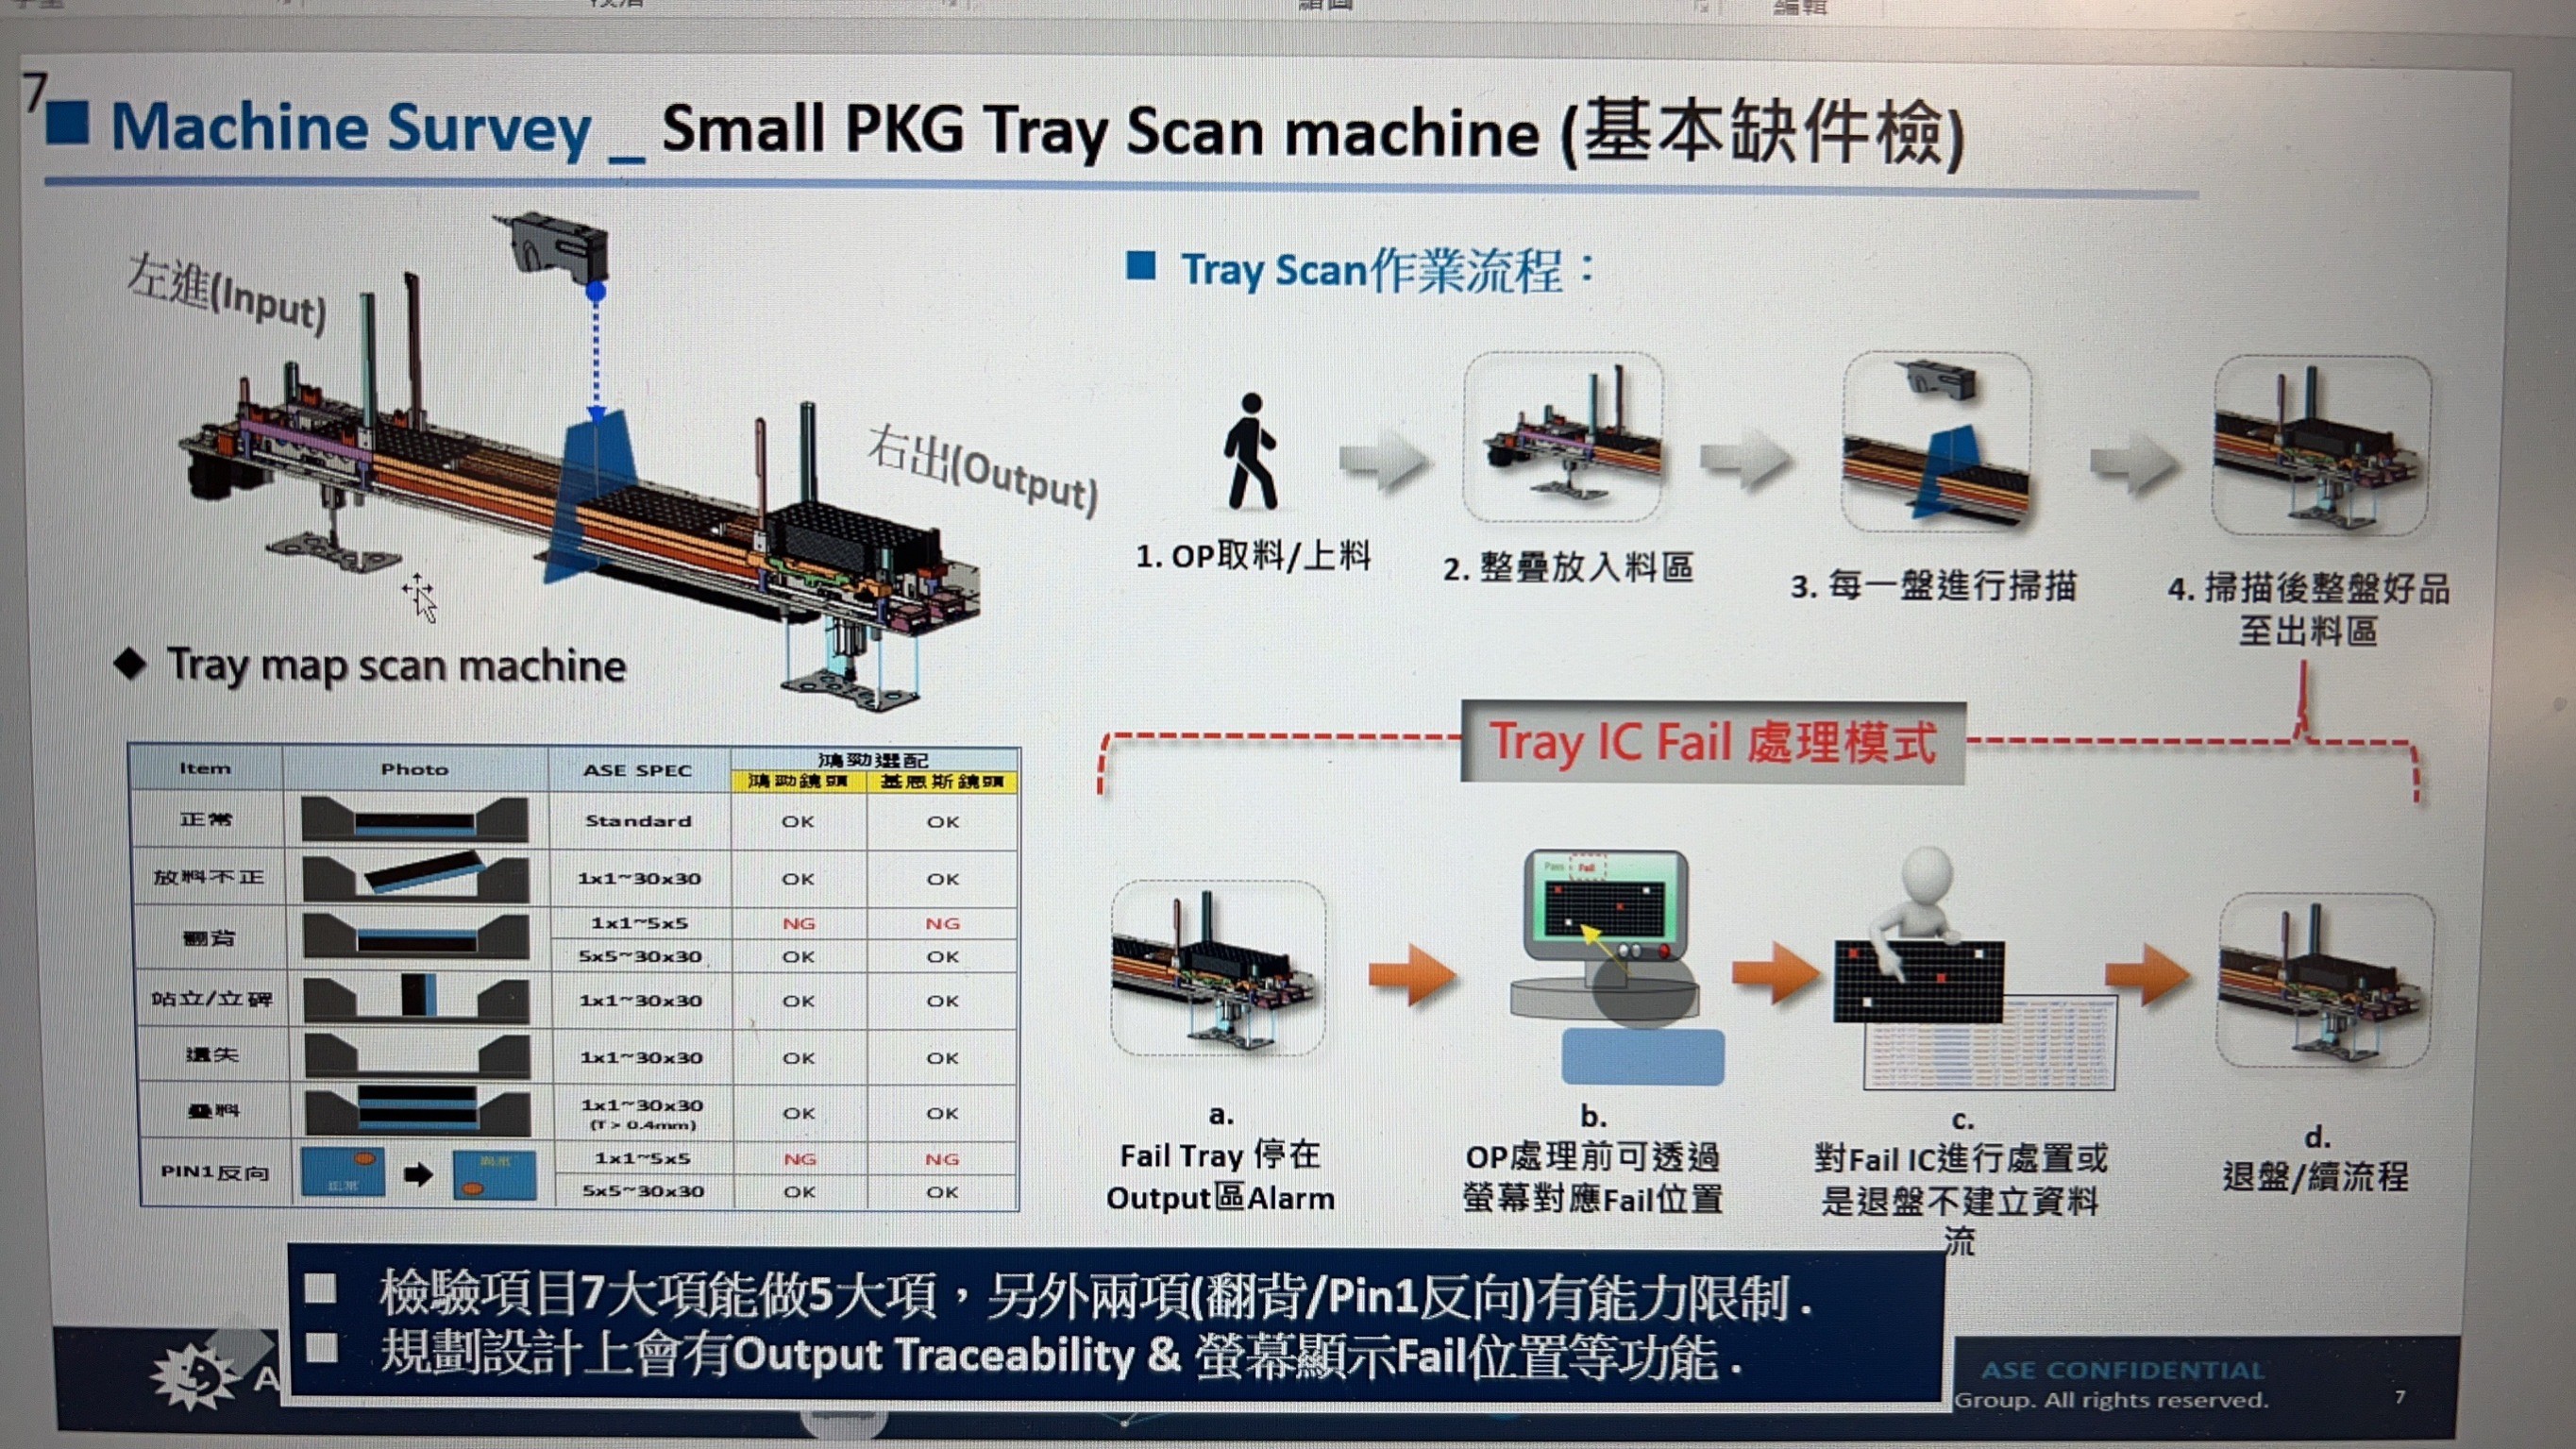 7
Machine Survey _ Small PKG Tray Scan machine (基本缺件檢)
左進(Input)
右出(Output)
Tray map scan machine
Tray Scan作業流程：
1. OP取料/上料
2. 整疊放入料區
3. 每一盤進行掃描
4. 掃描後整盤好品
至出料區
Tray IC Fail 處理模式
Item Photo ASE SPEC 鴻勁選配
鴻勁鏡頭 基恩斯鏡頭
正常 Standard OK OK
放料不正 1x1~30x30 OK OK
翻背 1x1~5x5 NG NG
5x5~30x30 OK OK
站立/立碑 1x1~30x30 OK OK
遺失 1x1~30x30 OK OK
疊料 1x1~30x30 OK OK
(T > 0.4mm)
PIN1反向 1x1~5x5 NG NG
正常
5x5~30x30 OK OK
Pass Fail
a.
Fail Tray 停在
Output區Alarm
b.
OP處理前可透過
螢幕對應Fail位置
c.
對Fail IC進行處置或
是退盤不建立資料
流
d.
退盤/續流程
檢驗項目7大項能做5大項，另外兩項(翻背/Pin1反向)有能力限制.
規劃設計上會有Output Traceability & 螢幕顯示Fail位置等功能.
A
ASE CONFIDENTIAL
Group. All rights reserved.
7